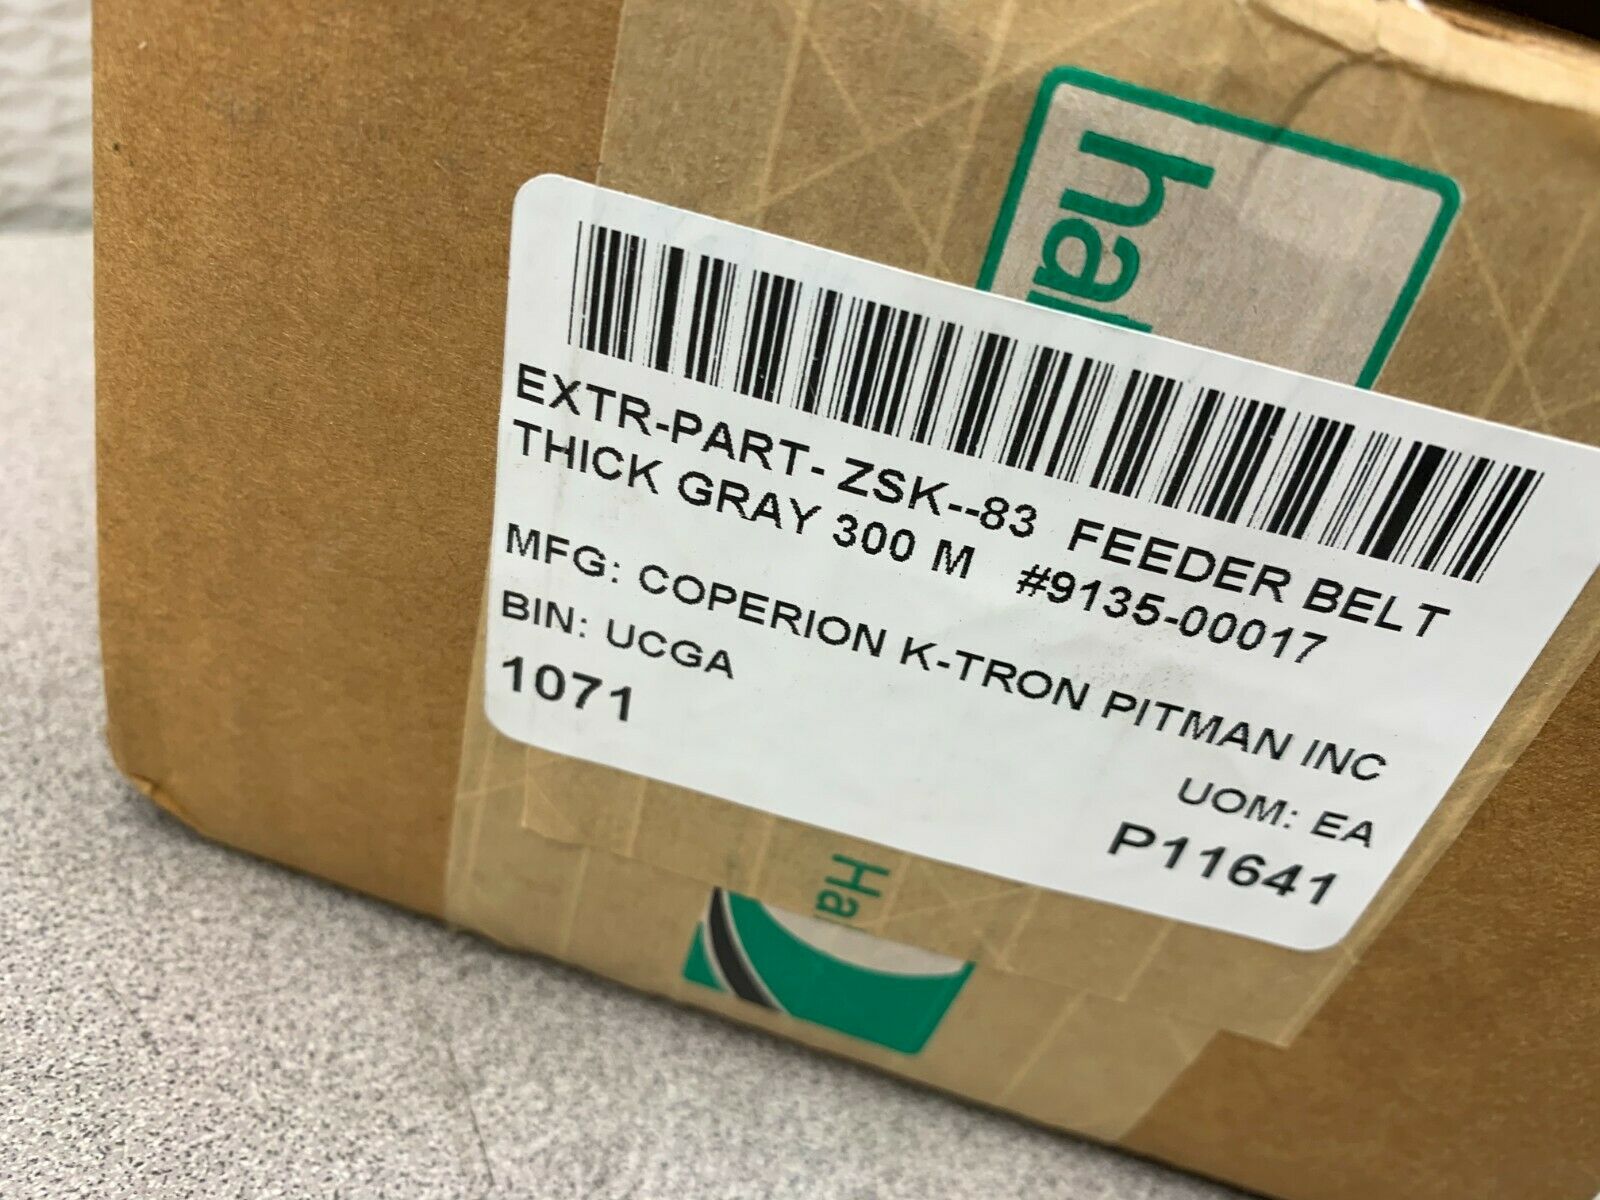 EXTR-PART- ZSK--83 FEEDER BELT
THICK GRAY 300 M #9135-00017
MFG: COPERION K-TRON PITMAN INC
BIN: UCGA
UOM: EA
1071
P11641